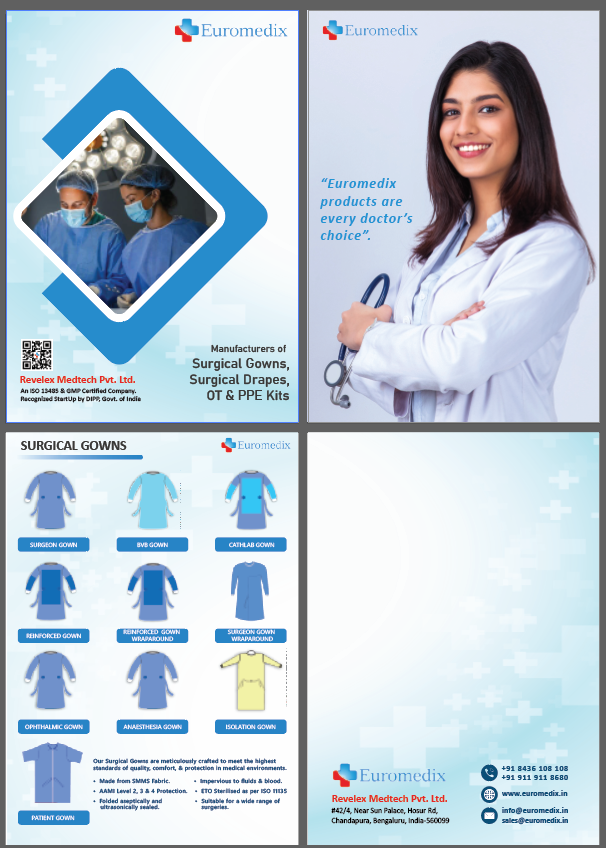 Euromedix
Manufacturers of
Surgical Gowns,
Surgical Drapes,
OT & PPE Kits
Revelex Medtech Pvt. Ltd.
An ISO 13485 & GMP Certified Company.
Recognized StartUp by DIPP, Govt. of India
Euromedix
“Euromedix
products are
every doctor’s
choice”.
SURGICAL GOWNS
Euromedix
SURGEON GOWN
BVB GOWN
CATHLAB GOWN
REINFORCED GOWN
REINFORCED GOWN
WRAPAROUND
SURGEON GOWN
WRAPAROUND
OPHTHALMIC GOWN
ANAESTHESIA GOWN
ISOLATION GOWN
PATIENT GOWN
Our Surgical Gowns are meticulously crafted to meet the highest
standards of quality, comfort, & protection in medical environments.
• Made from SMMS Fabric.
• AAMI Level 2, 3 & 4 Protection.
• Folded aseptically and
ultrasonically sealed.
• Impervious to fluids & blood.
• ETO Sterilised as per ISO 11135
• Suitable for a wide range of
surgeries.
Euromedix
Revelex Medtech Pvt. Ltd.
#42/4, Near Sun Palace, Hosur Rd,
Chandapura, Bengaluru, India-560099
+91 8436 108 108
+91 911 911 8680
www.euromedix.in
info@euromedix.in
sales@euromedix.in